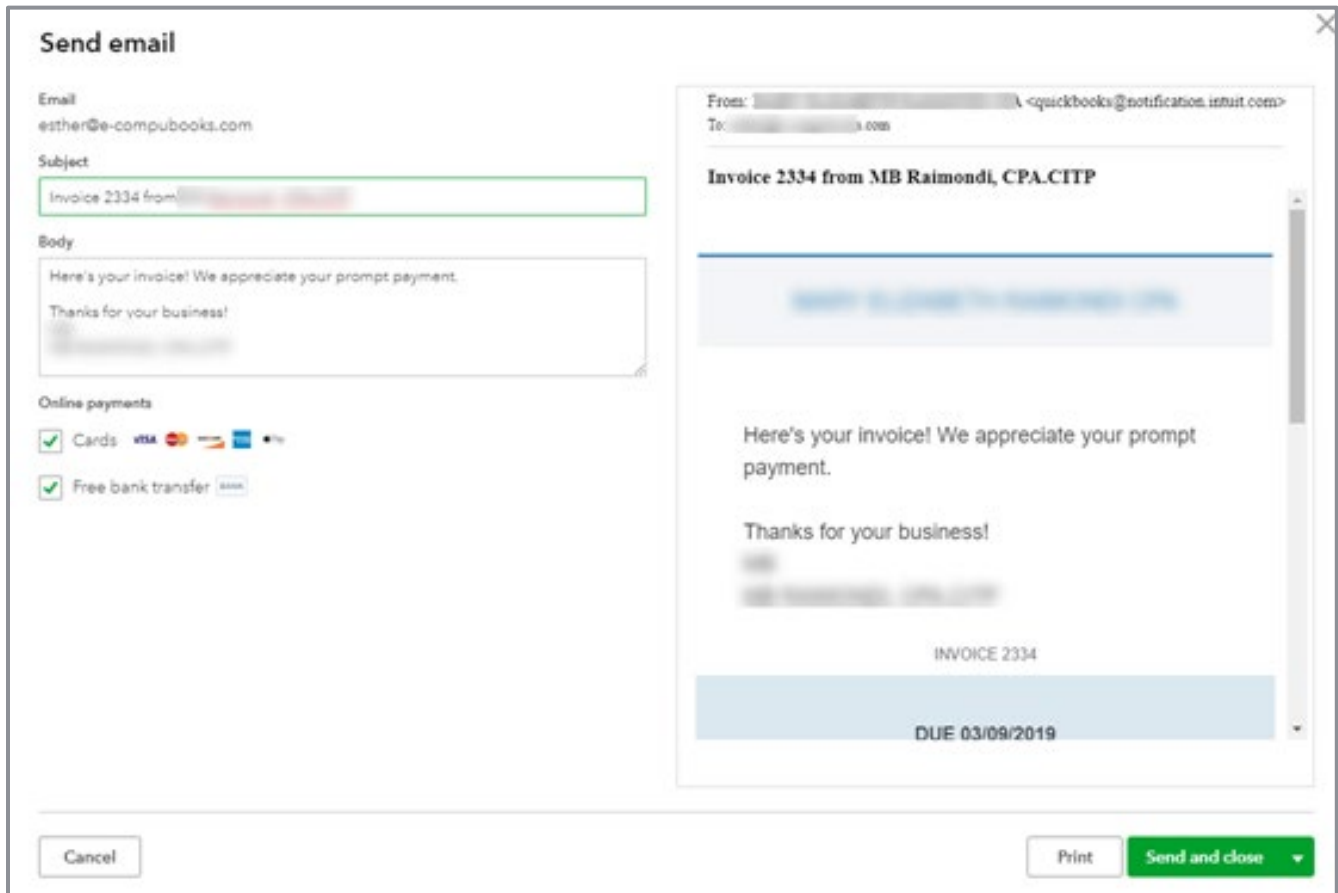 Send email
Email
esther@e-compubooks.com
Subject
Invoice 2334 from
Body
Here's your invoice! We appreciate your prompt payment.
Thanks for your business!
Online payments
Cards VISA
Free bank transfer BANK
Cancel
From: <quickbooks@notification.intuit.com>
To: .com
Invoice 2334 from MB Raimondi, CPA.CITP
Here's your invoice! We appreciate your prompt
payment.
Thanks for your business!
INVOICE 2334
DUE 03/09/2019
Print
Send and close